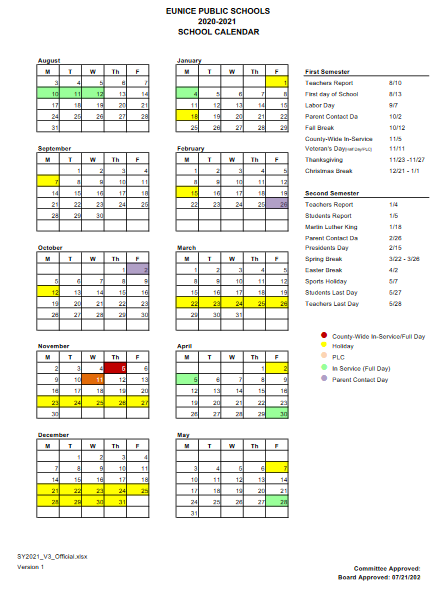 EUNICE PUBLIC SCHOOLS
2020-2021
SCHOOL CALENDAR
August
M T W Th F
3 4 5 6 7
10 11 12 13 14
17 18 19 20 21
24 25 26 27 28
31
September
M T W Th F
1 2 3 4
7 8 9 10 11
14 15 16 17 18
21 22 23 24 25
28 29 30
October
M T W Th F
1 2
5 6 7 8 9
12 13 14 15 16
19 20 21 22 23
26 27 28 29 30
November
M T W Th F
2 3 4 5 6
9 10 11 12 13
16 17 18 19 20
23 24 25 26 27
30
December
M T W Th F
1 2 3 4
7 8 9 10 11
14 15 16 17 18
21 22 23 24 25
28 29 30 31
January
M T W Th F
1
4 5 6 7 8
11 12 13 14 15
18 19 20 21 22
25 26 27 28 29
February
M T W Th F
1 2 3 4 5
8 9 10 11 12
15 16 17 18 19
22 23 24 25 26
March
M T W Th F
1 2 3 4 5
8 9 10 11 12
15 16 17 18 19
22 23 24 25 26
29 30 31
April
M T W Th F
1 2
5 6 7 8 9
12 13 14 15 16
19 20 21 22 23
26 27 28 29 30
May
M T W Th F
3 4 5 6 7
10 11 12 13 14
17 18 19 20 21
24 25 26 27 28
31
First Semester
Teachers Report 8/10
First day of School 8/13
Labor Day 9/7
Parent Contact Da 10/2
Fall Break 10/12
County-Wide In-Service 11/5
Veteran's Day(Half Day/PLC) 11/11
Thanksgiving 11/23 -11/27
Christmas Break 12/21 - 1/1
Second Semester
Teachers Report 1/4
Students Report 1/5
Martin Luther King 1/18
Parent Contact Da 2/26
Presidents Day 2/15
Spring Break 3/22 - 3/26
Easter Break 4/2
Sports Holiday 5/7
Students Last Day 5/27
Teachers Last Day 5/28
County-Wide In-Service/Full Day
Holiday
PLC
In Service (Full Day)
Parent Contact Day
SY2021_V3_Official.xlsx
Version 1
Committee Approved:
Board Approved: 07/21/202